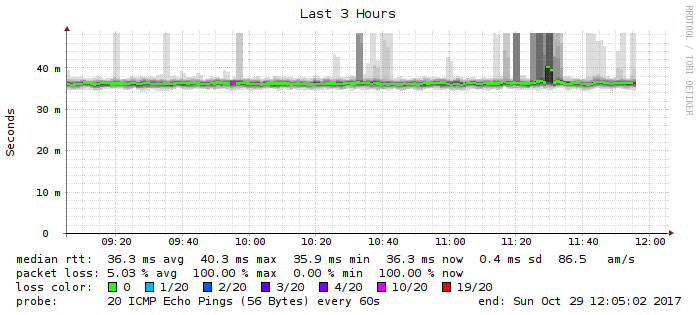 Last 3 Hours
RRDTOOL / TOBI OETIKER
Seconds
40 m
30 m
20 m
10 m
0
09:20 09:40 10:00 10:20 10:40 11:00 11:20 11:40 12:00
median rtt: 36.3 ms avg 40.3 ms max 35.9 ms min 36.3 ms now 0.4 ms sd 86.5 am/s
packet loss: 5.03 % avg 100.00 % max 0.00 % min 100.00 % now
loss color: 0 1/20 2/20 3/20 4/20 10/20 19/20
probe: 20 ICMP Echo Pings (56 Bytes) every 60s end: Sun Oct 29 12:05:02 2017